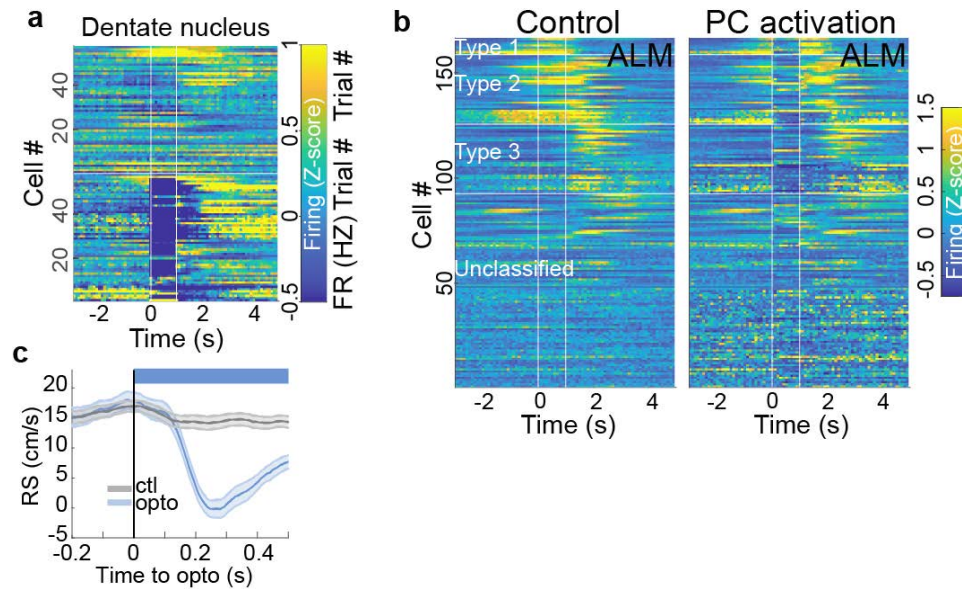 a
Dentate nucleus
Cell #
40
20
40
20
-2 0 2 4
Time (s)
1
0.5
0
-0.5
Firing (Z-score)
FR (HZ) Trial # Trial #
b
Control
PC activation
Type 1
ALM
Type 2
Type 3
Unclassified
Cell #
150
100
50
-2 0 2 4
Time (s)
ALM
-2 0 2 4
Time (s)
1.5
1
0.5
0
-0.5
Firing (Z-score)
c
RS (cm/s)
20
15
10
5
0
-5
ctl
opto
-0.2 0 0.2 0.4
Time to opto (s)